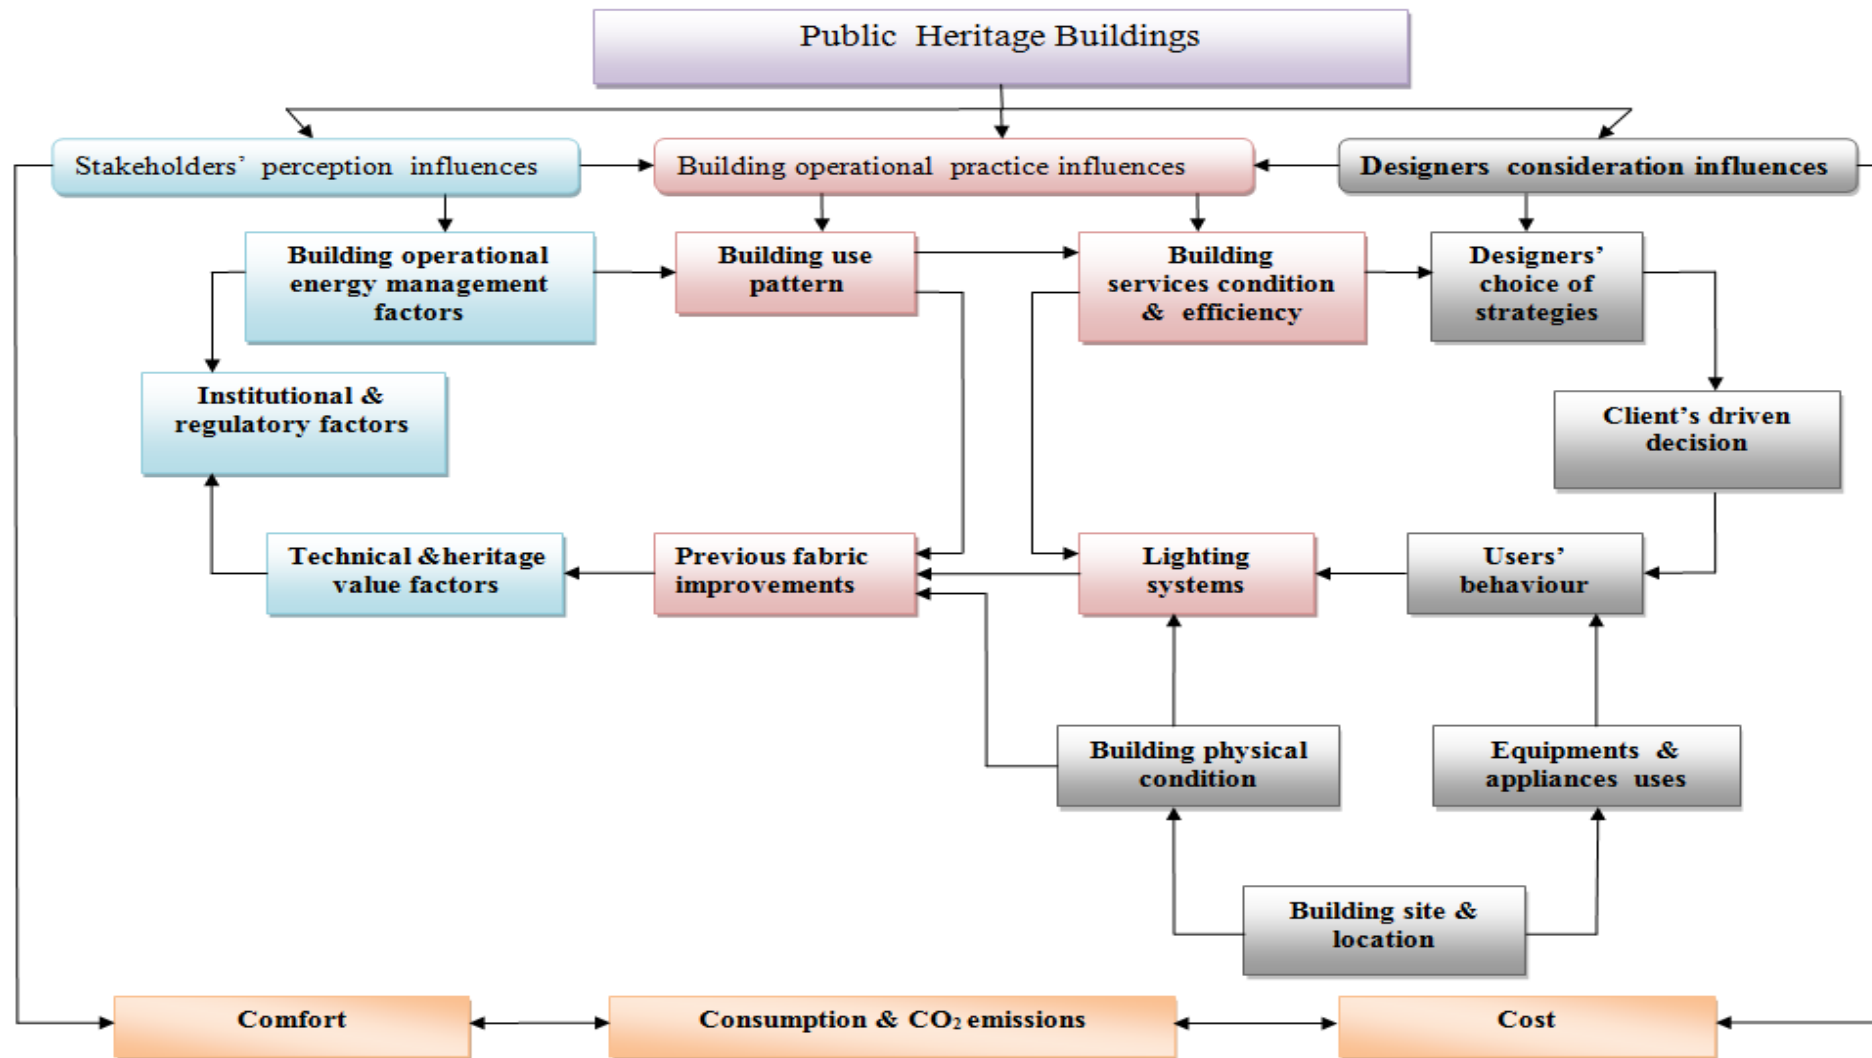 Public Heritage Buildings
Stakeholders’ perception influences
Building operational practice influences
Designers consideration influences
Building operational
energy management
factors
Building use
pattern
Building
services condition
& efficiency
Designers’
choice of
strategies
Institutional &
regulatory factors
Client’s driven
decision
Technical &heritage
value factors
Previous fabric
improvements
Lighting
systems
Users’
behaviour
Building physical
condition
Equipments &
appliances uses
Building site &
location
Comfort
Consumption & CO₂ emissions
Cost